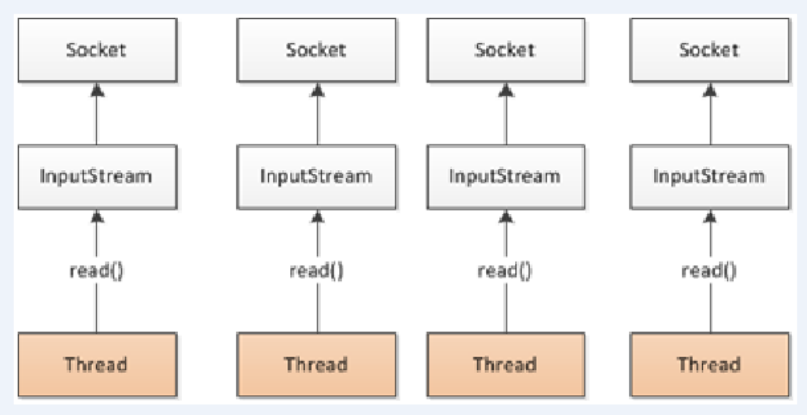 Socket Socket Socket Socket
InputStream InputStream InputStream InputStream
read() read() read() read()
Thread Thread Thread Thread